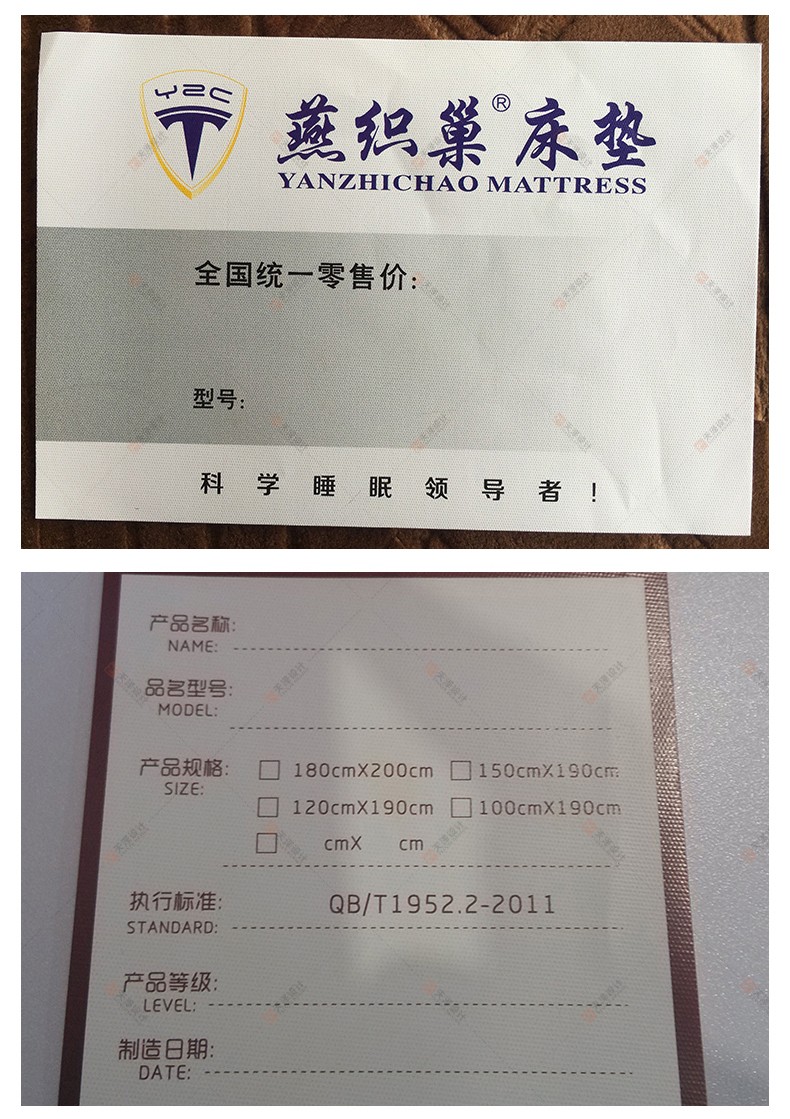 YZC
燕织巢®床垫
YANZHICHAO MATTRESS
全国统一零售价:
型号:
科学睡眠领导者!
产品名称:
NAME:
品名型号:
MODEL:
产品规格: 180cmX200cm 150cmX190cm
SIZE:
120cmX190cm 100cmX190cm
cmX cm
执行标准: QB/T1952.2-2011
STANDARD:
产品等级:
LEVEL:
制造日期:
DATE: